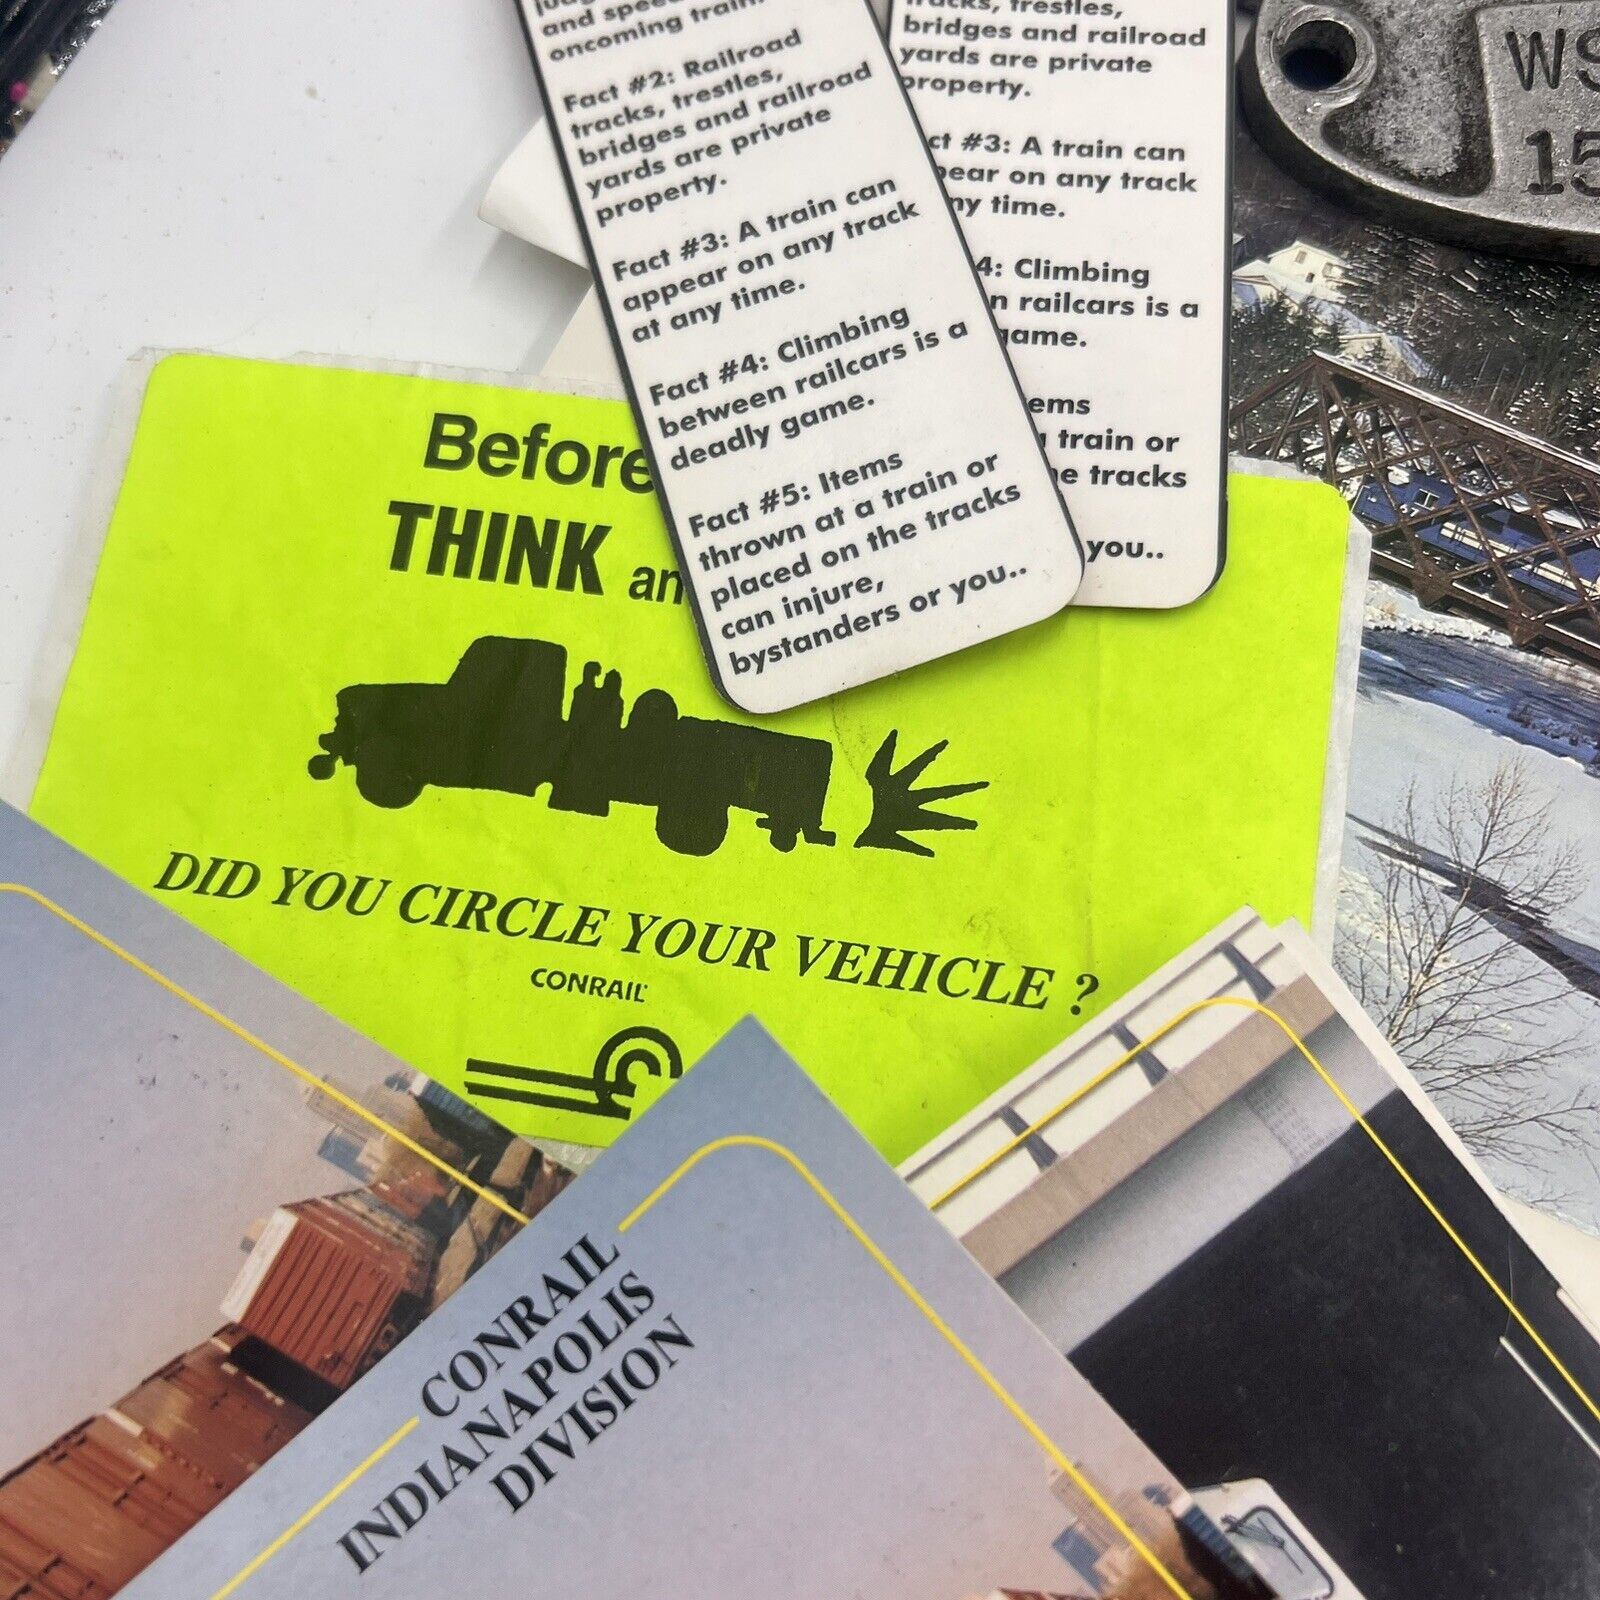 and speed
oncoming train.
Fact #2: Railroad
tracks, trestles,
bridges and railroad
yards are private
property.
Fact #3: A train can
appear on any track
at any time.
Fact #4: Climbing
between railcars is a
deadly game.
Fact #5: Items
thrown at a train or
placed on the tracks
can injure,
bystanders or you..
tracks, trestles,
bridges and railroad
yards are private
property.
#3: A train can
on any track
time.
4: Climbing
railcars is a
game.
train or
tracks
you..
WS
15
Before
THINK
DID YOU CIRCLE YOUR VEHICLE ?
CONRAIL
CONRAIL
INDIANAPOLIS
DIVISION